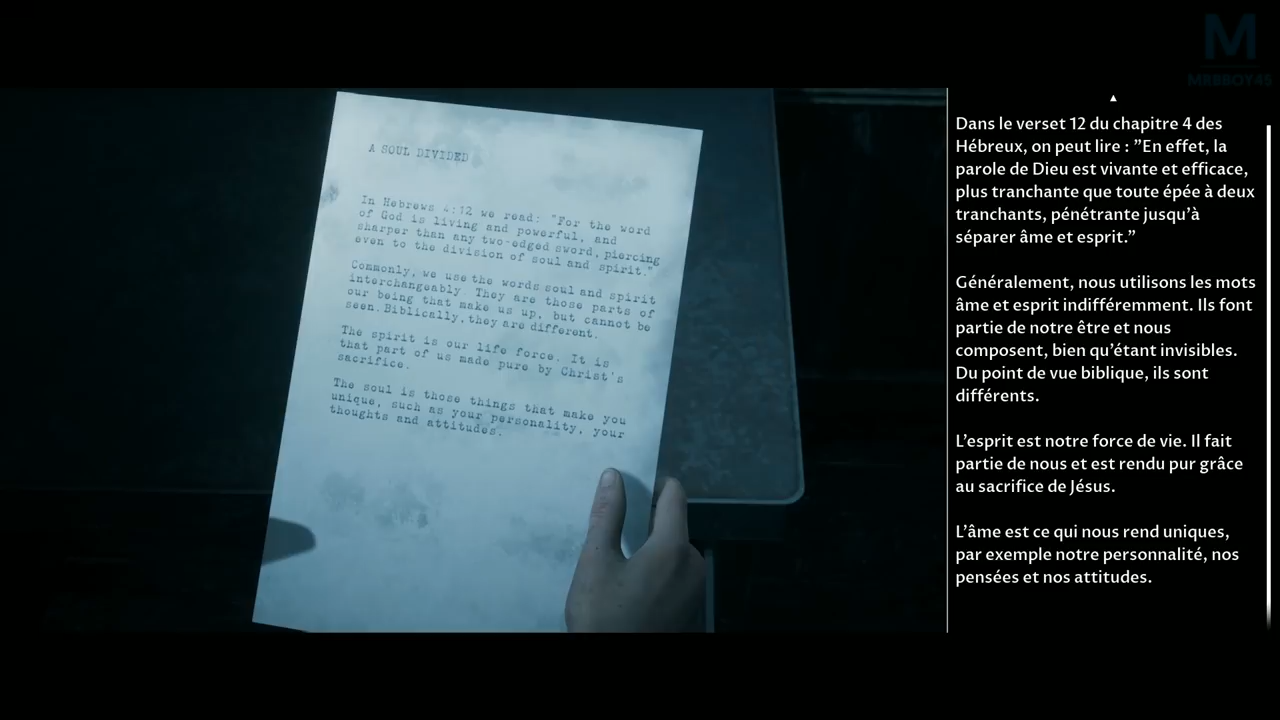 M
MRBBOY45
A SOUL DIVIDED
In Hebrews 4:12 we read: "For the word
of God is living and powerful, and
sharper than any two-edged sword, piercing
even to the division of soul and spirit."
Commonly, we use the words soul and spirit
interchangeably. They are those parts of
our being that make us up, but cannot be
seen. Biblically, they are different.
The spirit is our life force. It is
that part of us made pure by Christ's
sacrifice.
The soul is those things that make you
unique, such as your personality, your
thoughts and attitudes.
Dans le verset 12 du chapitre 4 des
Hébreux, on peut lire : "En effet, la
parole de Dieu est vivante et efficace,
plus tranchante que toute épée à deux
tranchants, pénétrante jusqu'à
séparer âme et esprit."
Généralement, nous utilisons les mots
âme et esprit indifféremment. Ils font
partie de notre être et nous
composent, bien qu'étant invisibles.
Du point de vue biblique, ils sont
différents.
L'esprit est notre force de vie. Il fait
partie de nous et est rendu pur grâce
au sacrifice de Jésus.
L'âme est ce qui nous rend uniques,
par exemple notre personnalité, nos
pensées et nos attitudes.